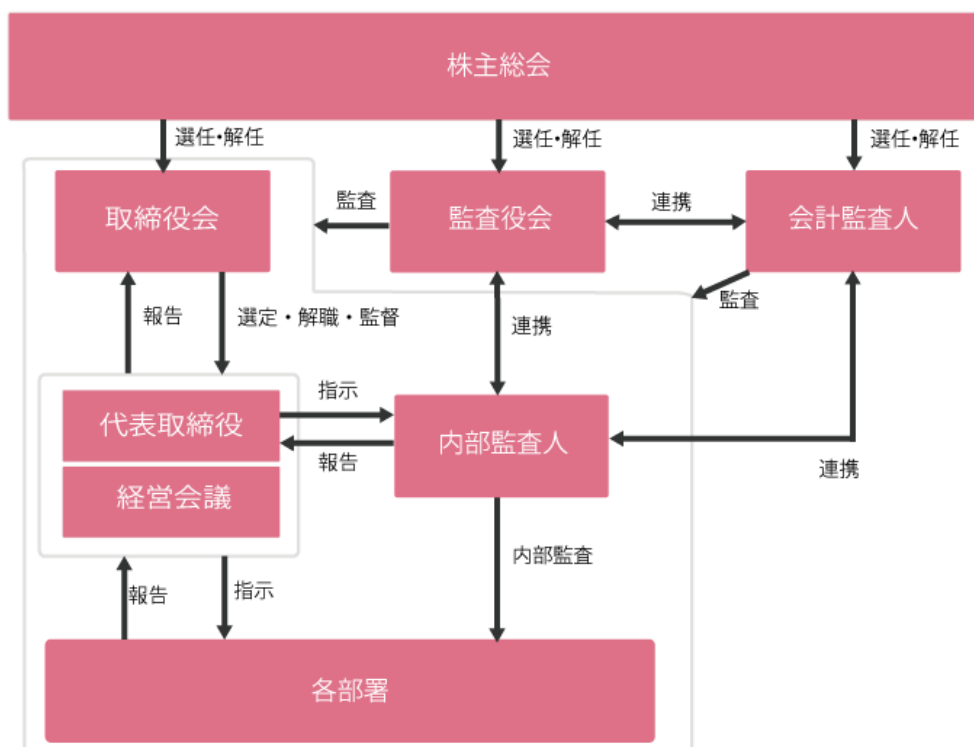 株主総会
選任・解任
選任・解任
選任・解任
取締役会
監査
監査役会
連携
会計監査人
監査
報告
選定・解職・監督
連携
代表取締役
指示
報告
内部監査人
連携
経営会議
報告
指示
内部監査
各部署